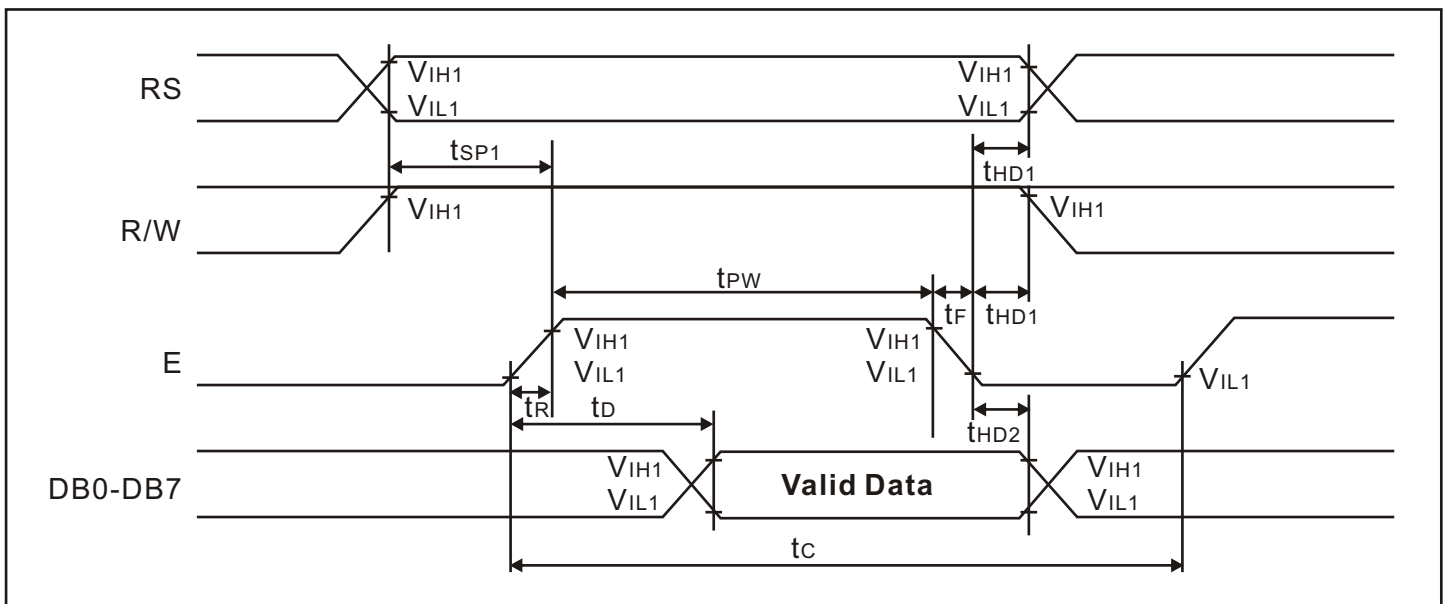 RS
VIH1
VIH1
VIL1
VIL1
tSP1
tHD1
R/W
VIH1
VIH1
tPW
tF
tHD1
E
VIH1
VIH1
VIL1
VIL1
VIL1
tR
tD
tHD2
DB0-DB7
VIH1
VIL1
Valid Data
VIH1
VIL1
tC